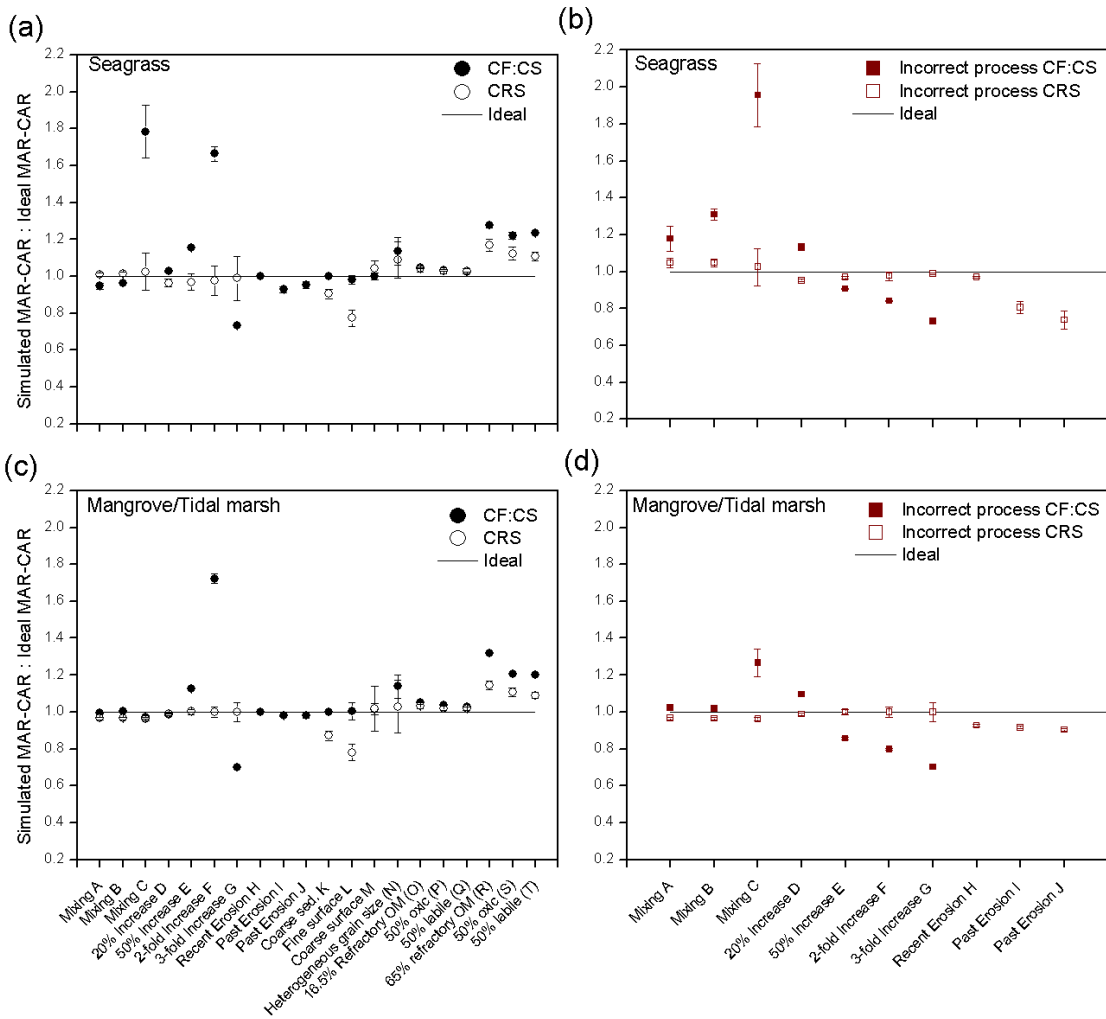 (a)
Seagrass
CF:CS
CRS
Ideal
Simulated MAR-CAR : Ideal MAR-CAR
2.2
2.0
1.8
1.6
1.4
1.2
1.0
0.8
0.6
0.4
0.2
(b)
Seagrass
Incorrect process CF:CS
Incorrect process CRS
Ideal
2.2
2.0
1.8
1.6
1.4
1.2
1.0
0.8
0.6
0.4
0.2
(c)
Mangrove/Tidal marsh
CF:CS
CRS
Ideal
Simulated MAR-CAR : Ideal MAR-CAR
2.2
2.0
1.8
1.6
1.4
1.2
1.0
0.8
0.6
0.4
0.2
Mixing A
Mixing B
Mixing C
20% Increase D
50% Increase E
2-fold Increase F
3-fold Increase G
Recent Erosion H
Past Erosion I
Past Erosion J
Coarse sed. K
Fine surface L
Coarse surface M
Heterogeneous grain size (N)
16.5% Refractory OM (O)
50% oxic (P)
50% labile (Q)
65% refractory OM (R)
50% oxic (S)
50% labile (T)
(d)
Mangrove/Tidal marsh
Incorrect process CF:CS
Incorrect process CRS
Ideal
2.2
2.0
1.8
1.6
1.4
1.2
1.0
0.8
0.6
0.4
0.2
Mixing A
Mixing B
Mixing C
20% Increase D
50% Increase E
2-fold Increase F
3-fold Increase G
Recent Erosion H
Past Erosion I
Past Erosion J